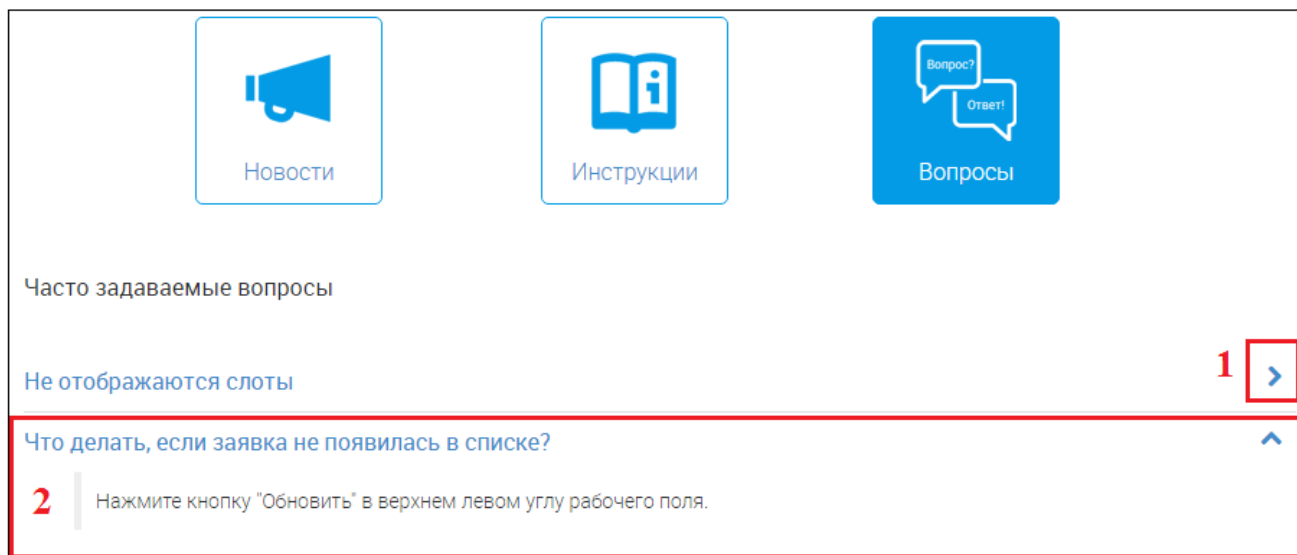 Вопрос?
Ответ!
Новости
Инструкции
Вопросы
Часто задаваемые вопросы
Не отображаются слоты
1
Что делать, если заявка не появилась в списке?
2
Нажмите кнопку "Обновить" в верхнем левом углу рабочего поля.